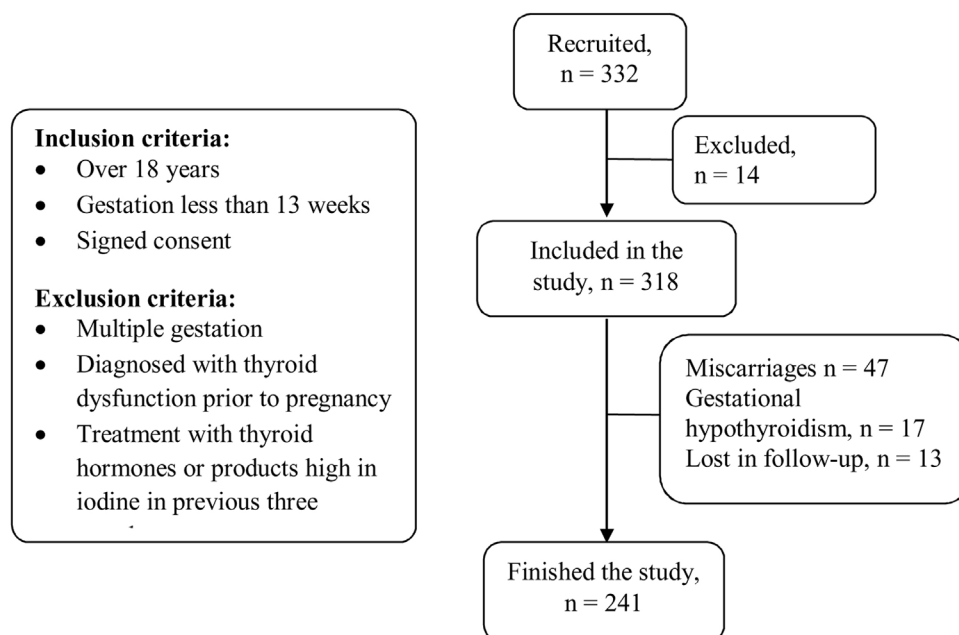 Recruited,
n = 332
Inclusion criteria:
• Over 18 years
• Gestation less than 13 weeks
• Signed consent
Exclusion criteria:
• Multiple gestation
• Diagnosed with thyroid
dysfunction prior to pregnancy
• Treatment with thyroid
hormones or products high in
iodine in previous three
Excluded,
n = 14
Included in the
study, n = 318
Miscarriages n = 47
Gestational
hypothyroidism, n = 17
Lost in follow-up, n = 13
Finished the study,
n = 241